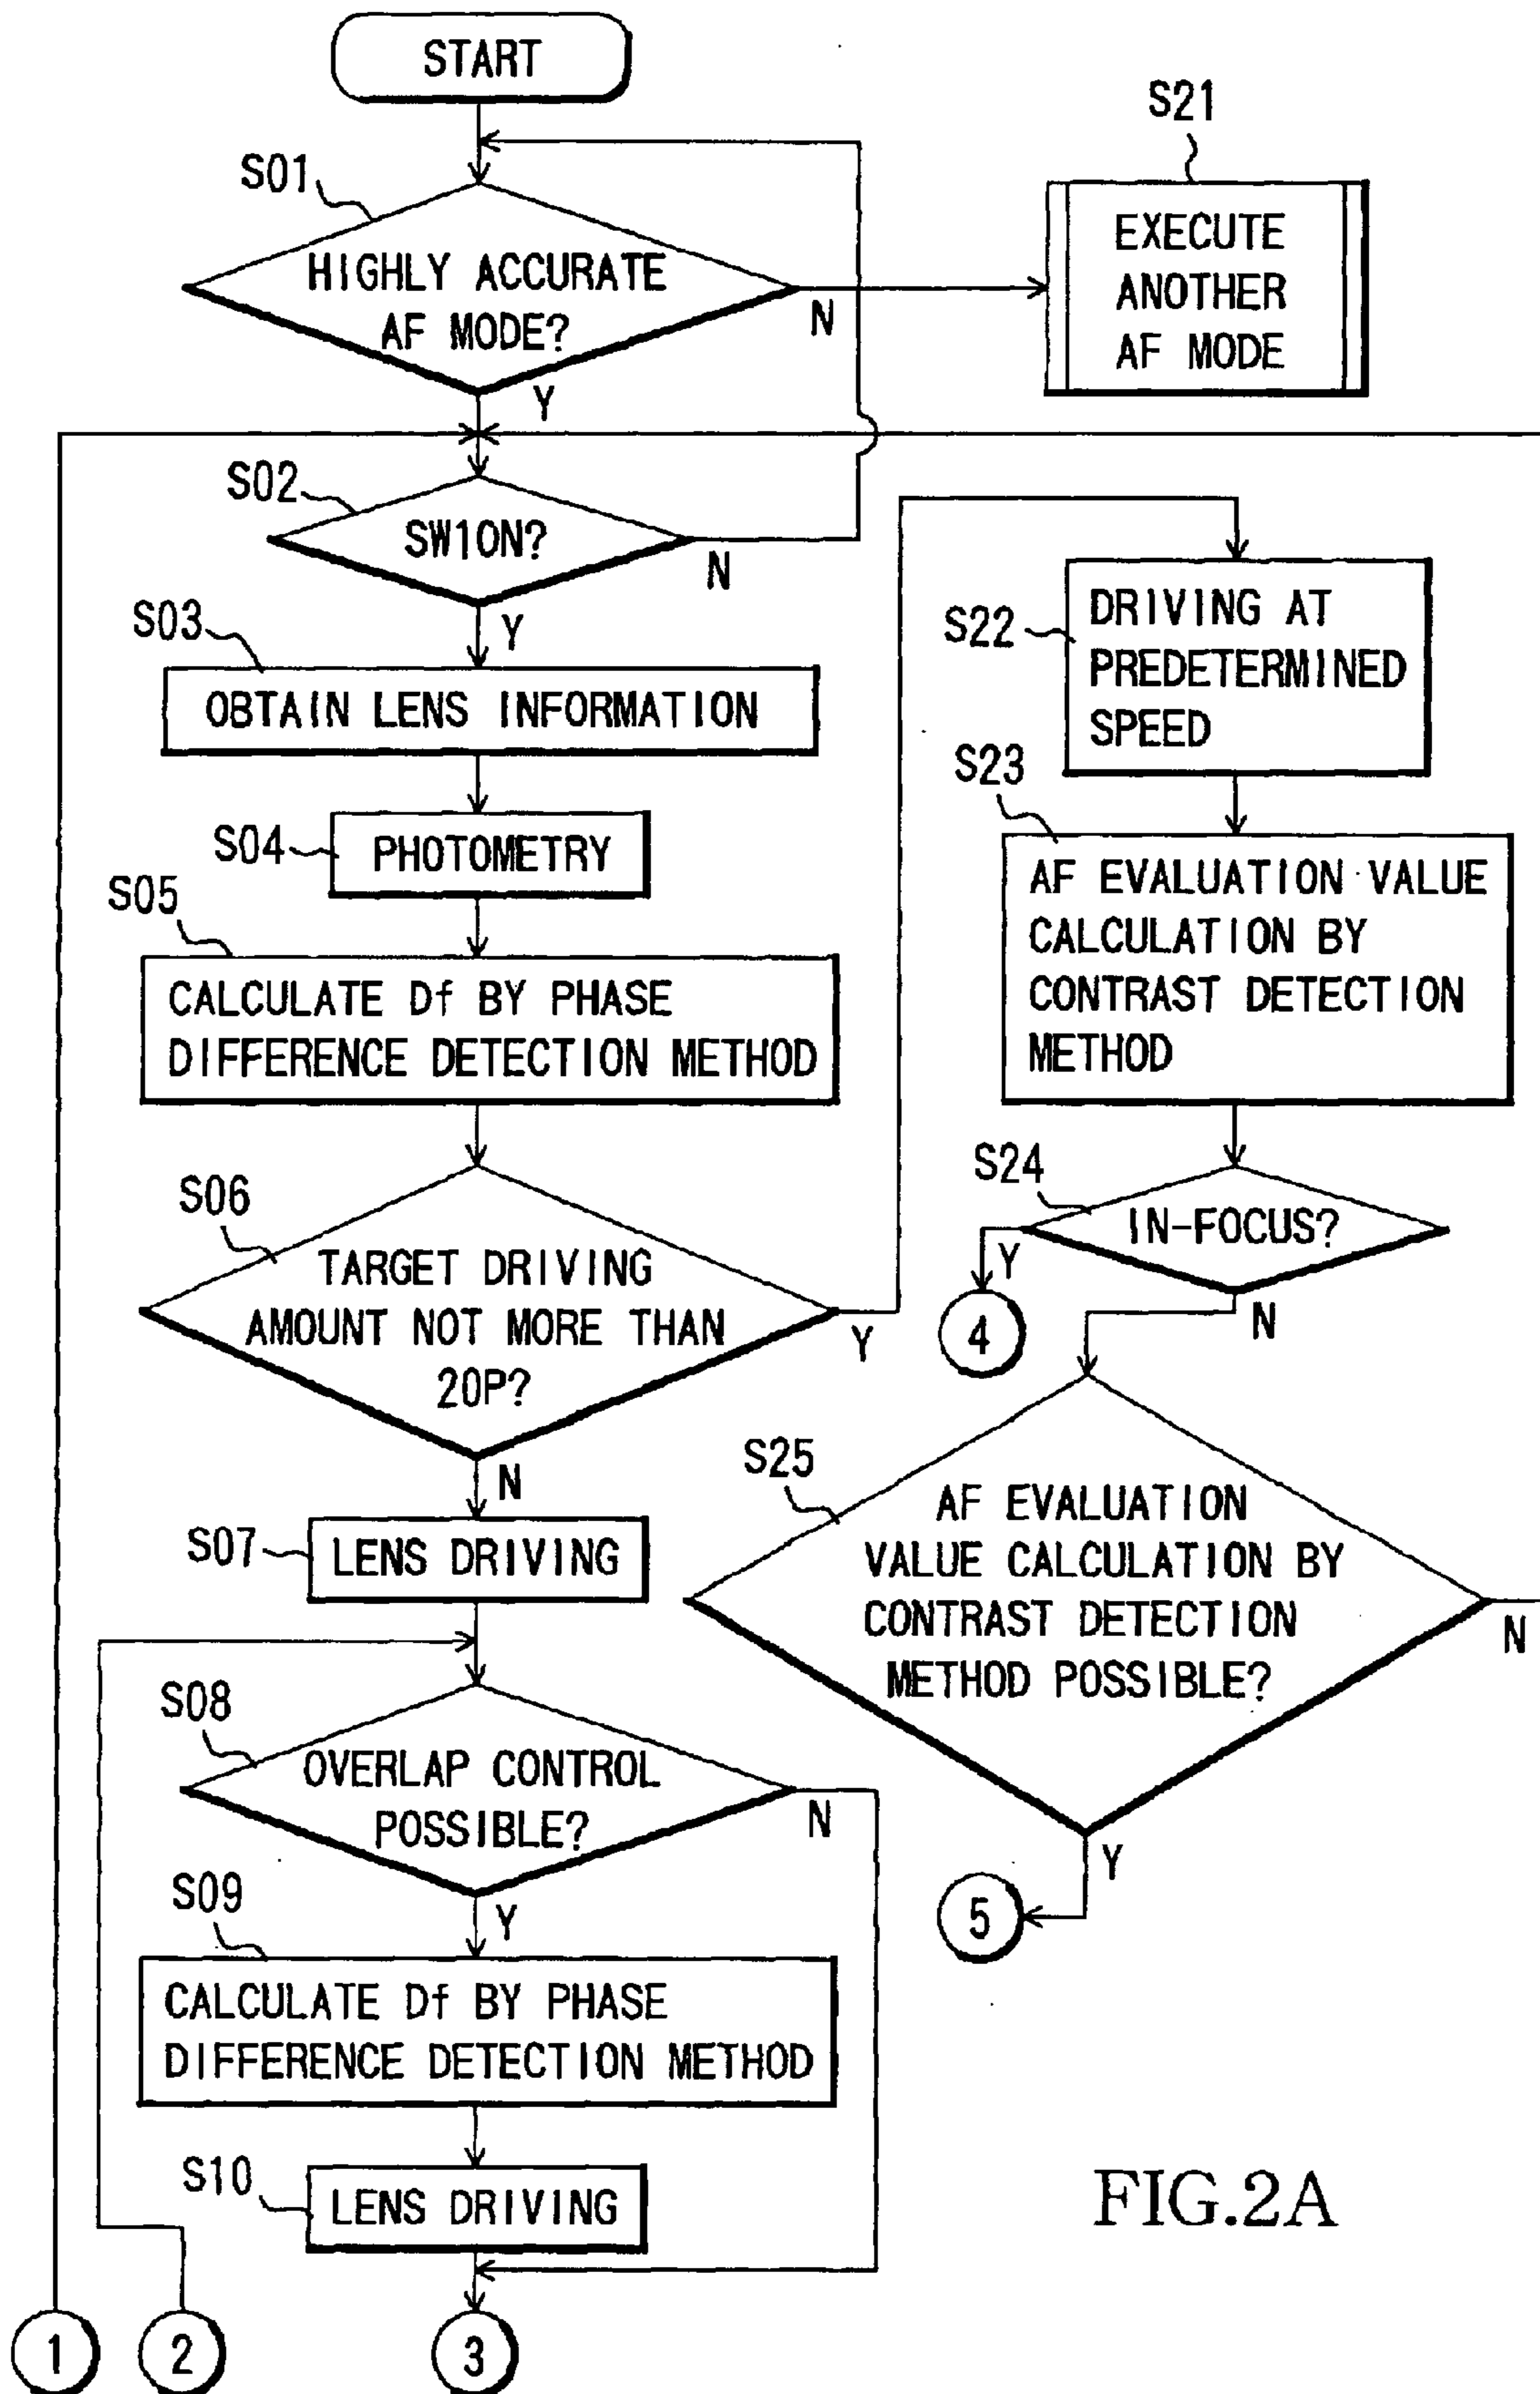 START
S01
HIGHLY ACCURATE
AF MODE?
N
Y
S21
EXECUTE
ANOTHER
AF MODE
S02
SW1ON?
N
Y
S03
OBTAIN LENS INFORMATION
S04
PHOTOMETRY
S05
CALCULATE Df BY PHASE
DIFFERENCE DETECTION METHOD
S06
TARGET DRIVING
AMOUNT NOT MORE THAN
20P?
Y
N
S07
LENS DRIVING
S08
OVERLAP CONTROL
POSSIBLE?
N
Y
S09
CALCULATE Df BY PHASE
DIFFERENCE DETECTION METHOD
S10
LENS DRIVING
1
2
3
S22
DRIVING AT
PREDETERMINED
SPEED
S23
AF EVALUATION VALUE
CALCULATION BY
CONTRAST DETECTION
METHOD
S24
IN-FOCUS?
Y
4
N
S25
AF EVALUATION
VALUE CALCULATION BY
CONTRAST DETECTION
METHOD POSSIBLE?
N
Y
5
FIG.2A